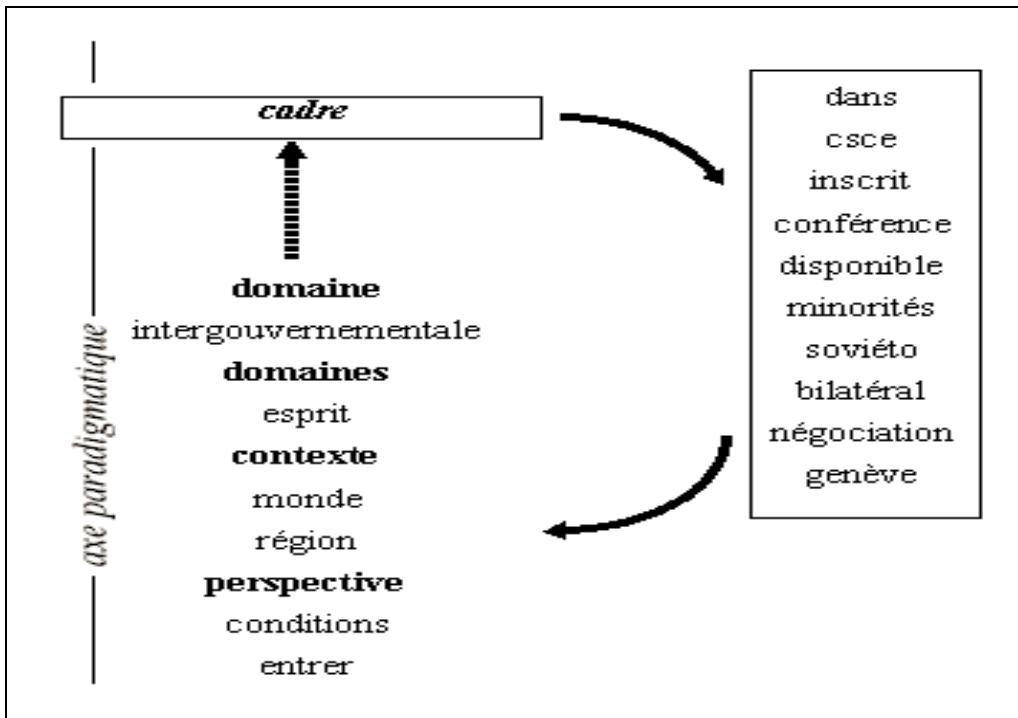 cadre
domaine
intergouvernementale
domaines
esprit
contexte
monde
région
perspective
conditions
entrer
axe paradigmatique
dans
csce
inscrit
conférence
disponible
minorités
soviéto
bilatéral
négociation
genève